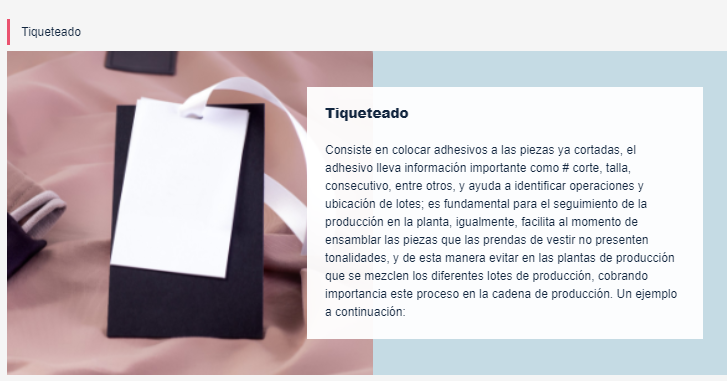 Tiqueteado
Tiqueteado
Consiste en colocar adhesivos a las piezas ya cortadas, el
adhesivo lleva información importante como # corte, talla,
consecutivo, entre otros, y ayuda a identificar operaciones y
ubicación de lotes; es fundamental para el seguimiento de la
producción en la planta, igualmente, facilita al momento de
ensamblar las piezas que las prendas de vestir no presenten
tonalidades, y de esta manera evitar en las plantas de producción
que se mezclen los diferentes lotes de producción, cobrando
importancia este proceso en la cadena de producción. Un ejemplo
a continuación: